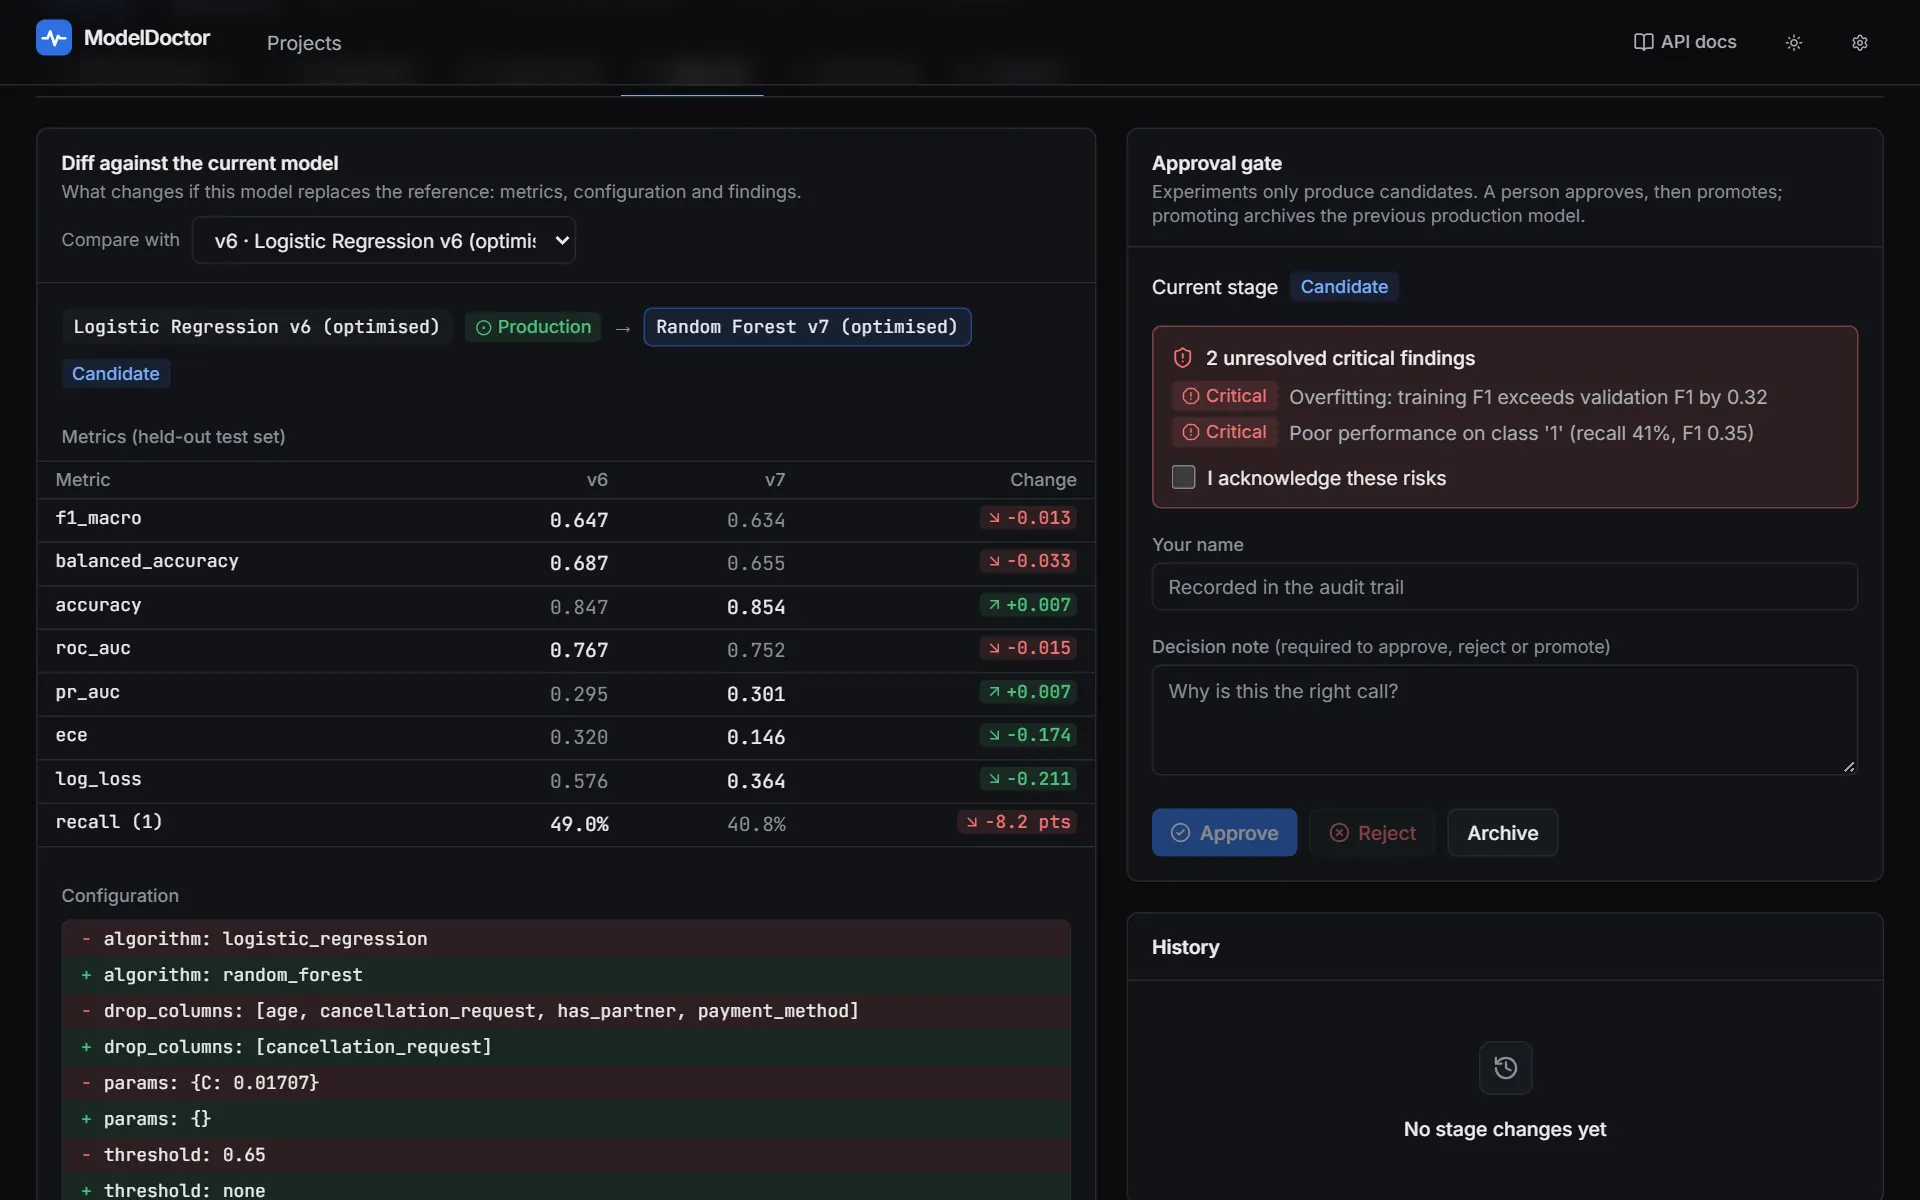 ModelDoctor
Projects
API docs
Diff against the current model
What changes if this model replaces the reference: metrics, configuration and findings.
Compare with
v6 · Logistic Regression v6 (optimis
Logistic Regression v6 (optimised)
Production
→
Random Forest v7 (optimised)
Candidate
Metrics (held-out test set)
Metric v6 v7 Change
f1_macro 0.647 0.634 ↘ -0.013
balanced_accuracy 0.687 0.655 ↘ -0.033
accuracy 0.847 0.854 ↗ +0.007
roc_auc 0.767 0.752 ↘ -0.015
pr_auc 0.295 0.301 ↗ +0.007
ece 0.320 0.146 ↘ -0.174
log_loss 0.576 0.364 ↘ -0.211
recall (1) 49.0% 40.8% ↘ -8.2 pts
Configuration
- algorithm: logistic_regression
+ algorithm: random_forest
- drop_columns: [age, cancellation_request, has_partner, payment_method]
+ drop_columns: [cancellation_request]
- params: {C: 0.01707}
+ params: {}
- threshold: 0.65
+ threshold: none
Approval gate
Experiments only produce candidates. A person approves, then promotes;
promoting archives the previous production model.
Current stage Candidate
2 unresolved critical findings
Critical Overfitting: training F1 exceeds validation F1 by 0.32
Critical Poor performance on class '1' (recall 41%, F1 0.35)
I acknowledge these risks
Your name
Recorded in the audit trail
Decision note (required to approve, reject or promote)
Why is this the right call?
Approve
Reject
Archive
History
No stage changes yet